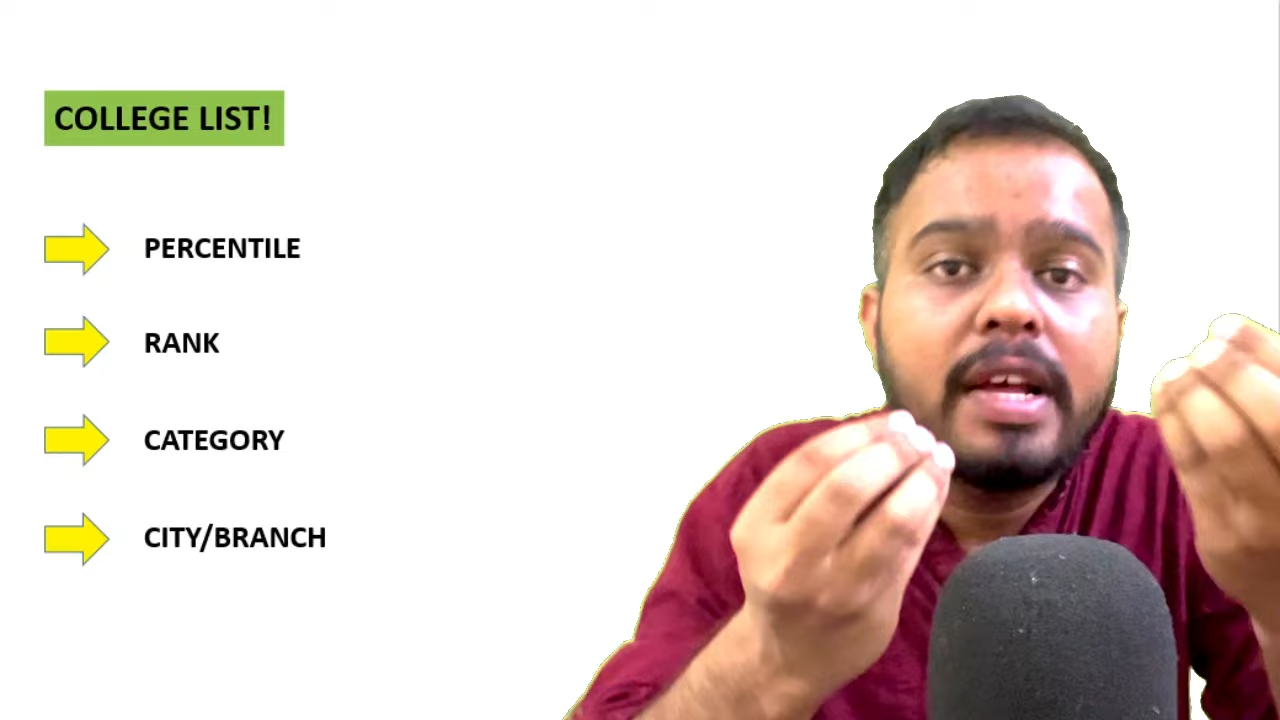 COLLEGE LIST!
PERCENTILE
RANK
CATEGORY
CITY/BRANCH